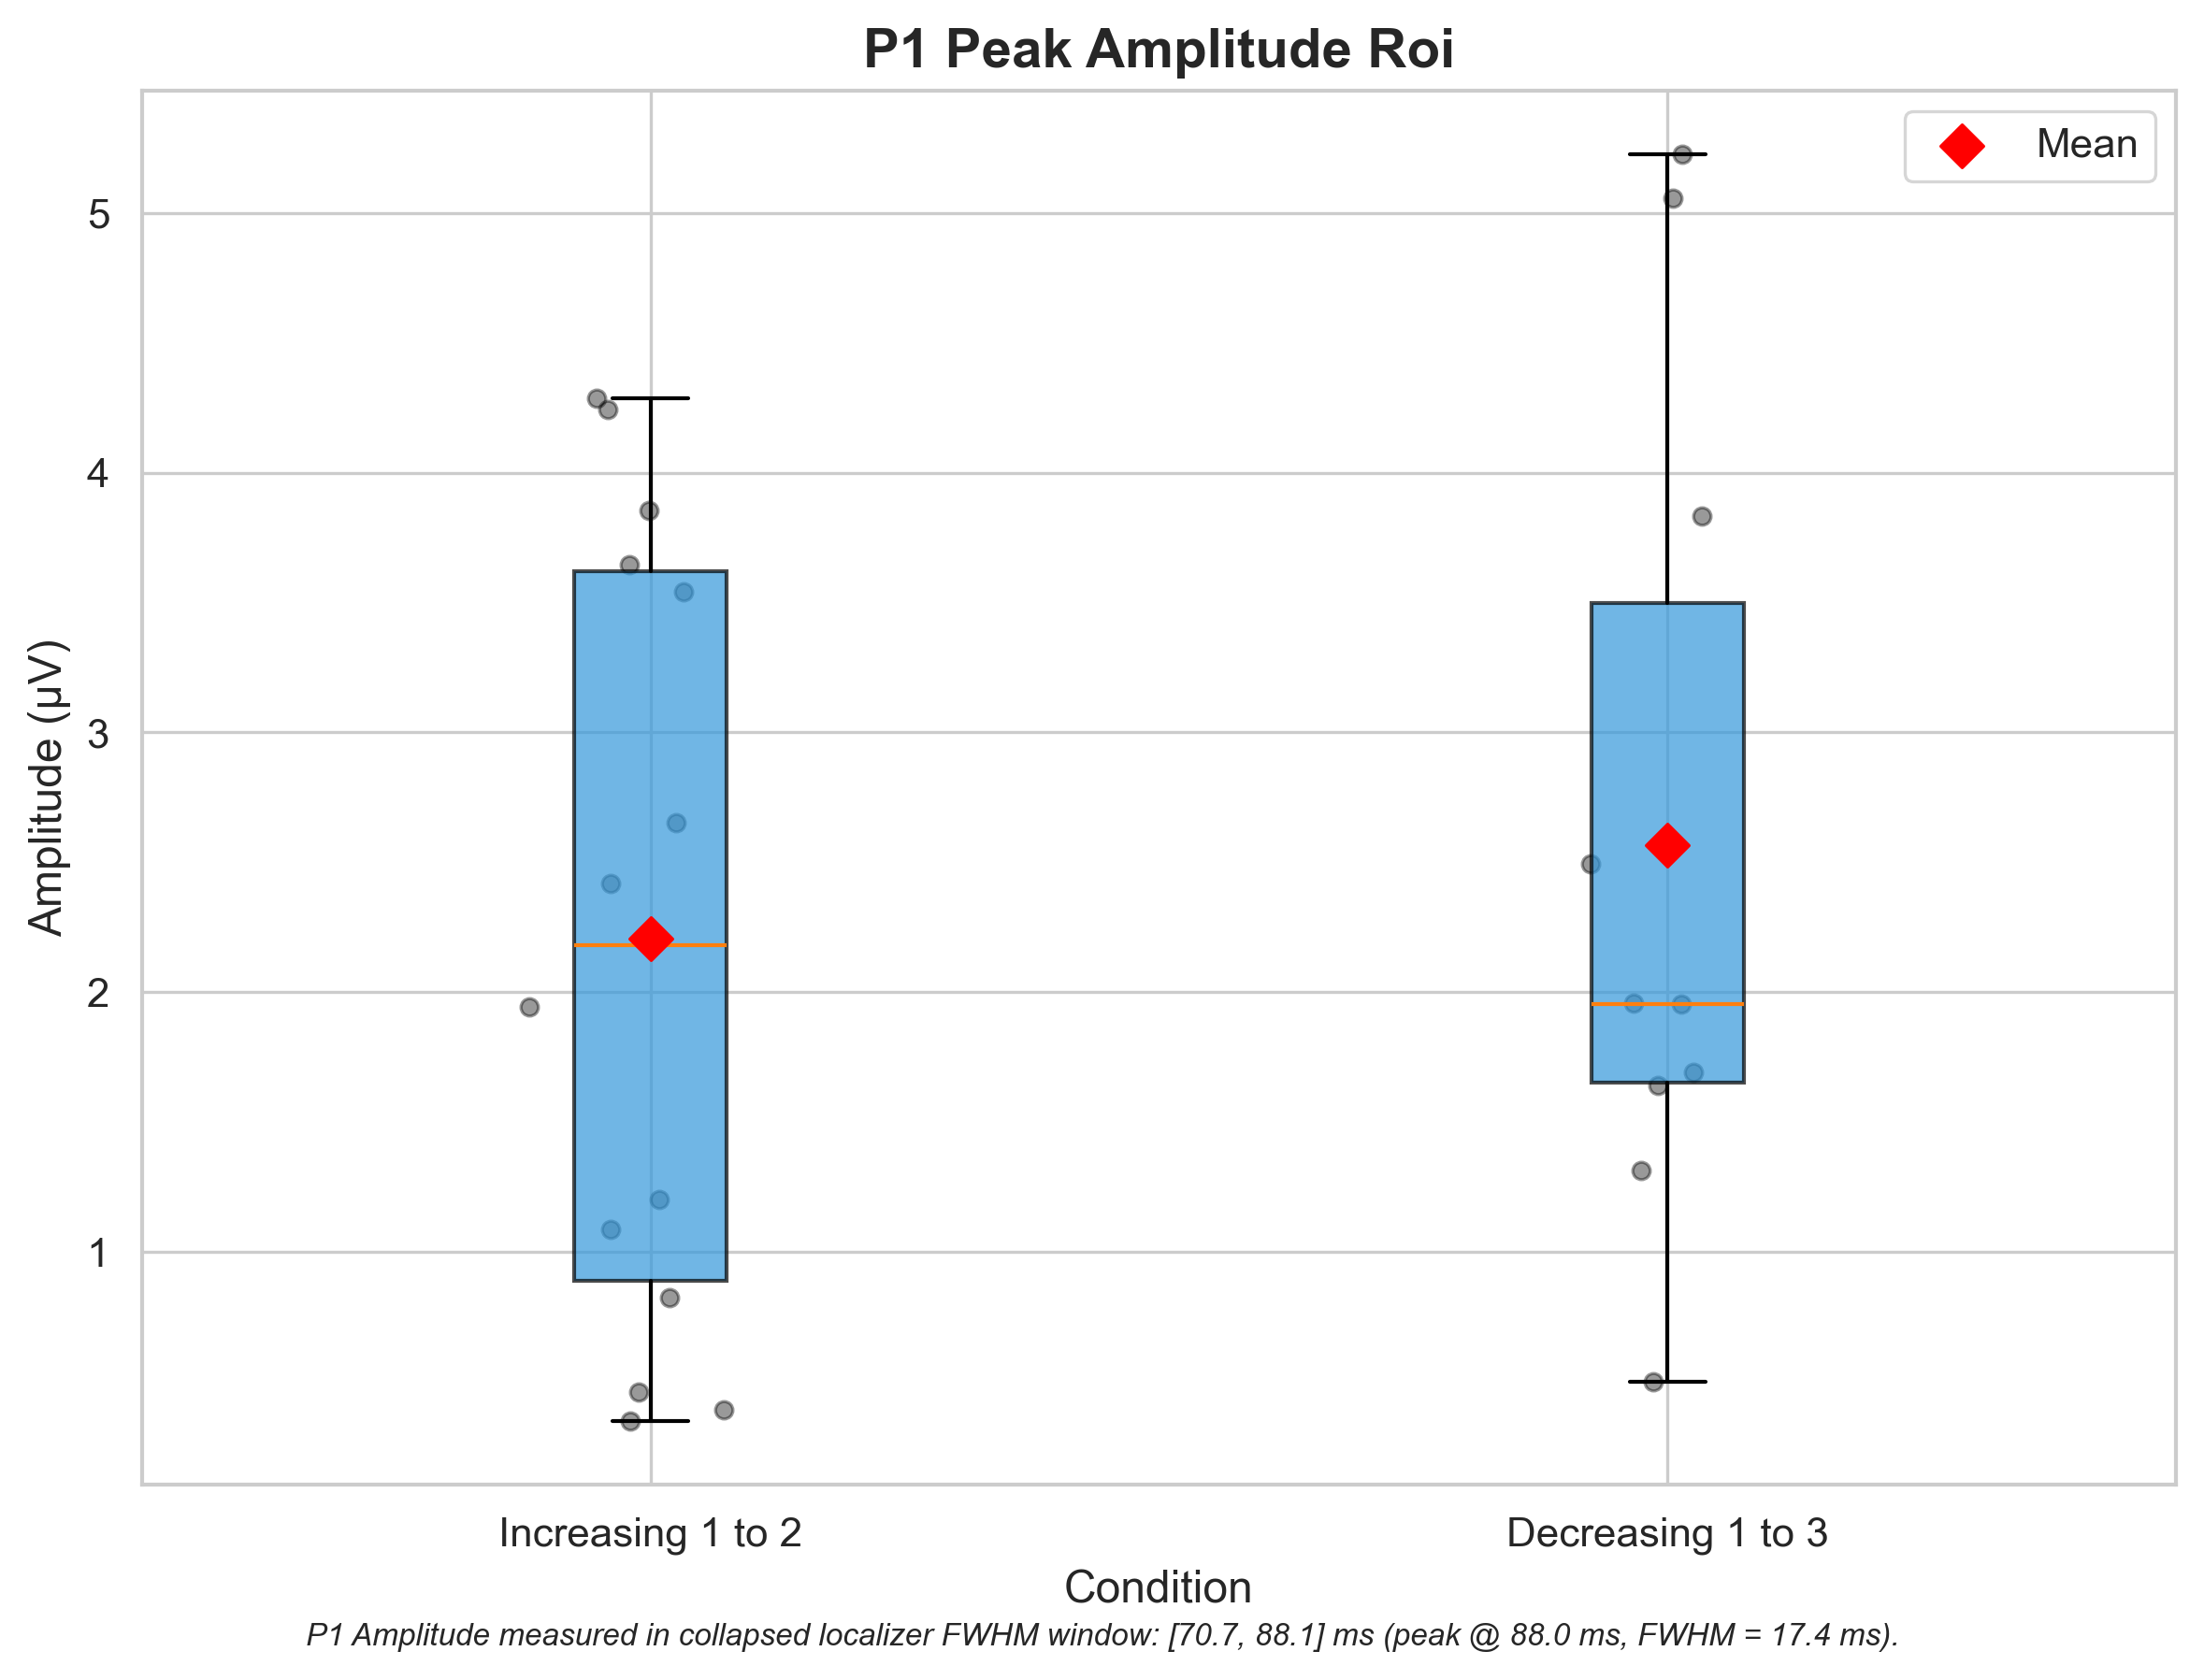 P1 Peak Amplitude Roi
Mean
5
4
3
2
1
Amplitude (µV)
Increasing 1 to 2
Decreasing 1 to 3
Condition
P1 Amplitude measured in collapsed localizer FWHM window: [70.7, 88.1] ms (peak @ 88.0 ms, FWHM = 17.4 ms).